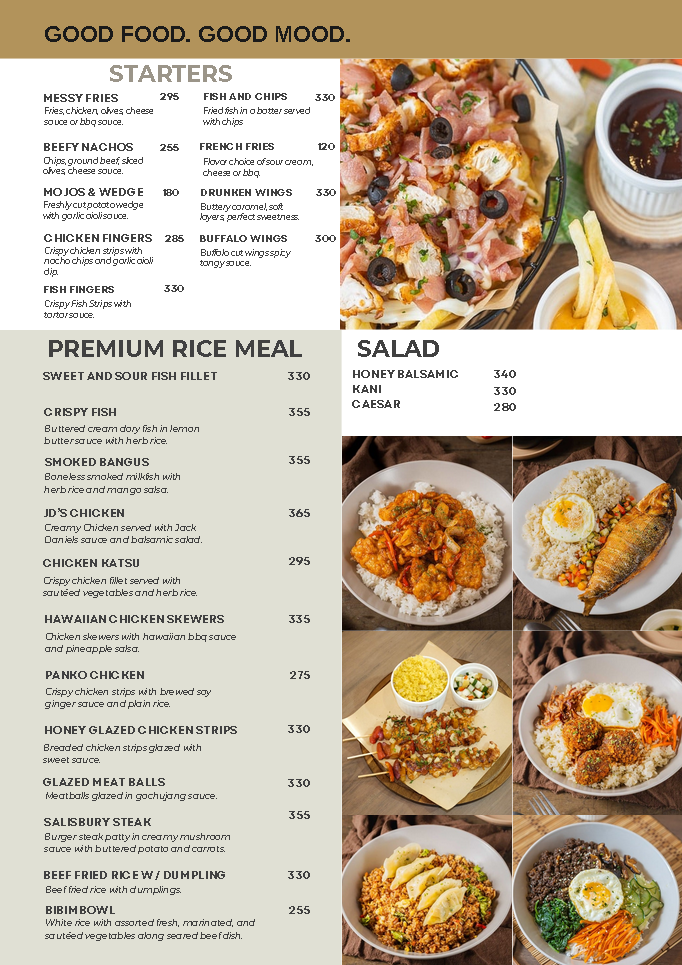 GOOD FOOD. GOOD MOOD.
STARTERS
MESSY FRIES 295
Fries, chicken, olives, cheese
sauce or bbq sauce.
BEEFY NACHOS 255
Chips, ground beef, sliced
olives, cheese sauce.
MOJOS & WEDGE 180
Freshly cut potato wedge
with garlic aioli sauce.
CHICKEN FINGERS 285
Crispy chicken strips with
nacho chips and garlic aioli
dip.
FISH FINGERS 330
Crispy Fish Strips with
tartar sauce.
FISH AND CHIPS 330
Fried fish in a batter served
with chips
FRENCH FRIES 120
Flavor choice of sour cream,
cheese or bbq.
DRUNKEN WINGS 330
Buttery caramel, soft
layers, perfect sweetness.
BUFFALO WINGS 300
Buffalo cut wings spicy
tangy sauce.
PREMIUM RICE MEAL
SWEET AND SOUR FISH FILLET 330
CRISPY FISH 355
Buttered cream dory fish in lemon
butter sauce with herb rice.
SMOKED BANGUS 355
Boneless smoked milkfish with
herb rice and mango salsa.
JD'S CHICKEN 365
Creamy Chicken served with Jack
Daniels sauce and balsamic salad.
CHICKEN KATSU 295
Crispy chicken fillet served with
sautéed vegetables and herb rice.
HAWAIIAN CHICKEN SKEWERS 335
Chicken skewers with hawaiian bbq sauce
and pineapple salsa.
PANKO CHICKEN 275
Crispy chicken strips with brewed soy
ginger sauce and plain rice.
HONEY GLAZED CHICKEN STRIPS 330
Breaded chicken strips glazed with
sweet sauce.
GLAZED MEAT BALLS 330
Meatballs glazed in gochujang sauce.
SALISBURY STEAK 355
Burger steak patty in creamy mushroom
sauce with buttered potato and carrots.
BEEF FRIED RICE W/ DUMPLING 330
Beef fried rice with dumplings.
BIBIMBOWL 255
White rice with assorted fresh, marinated, and
sautéed vegetables along seared beef dish.
SALAD
HONEY BALSAMIC 340
KANI 330
CAESAR 280